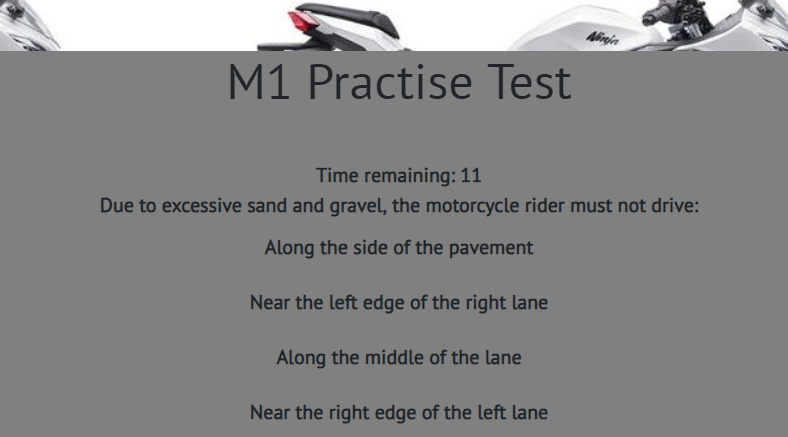 Ninja
M1 Practise Test
Time remaining: 11
Due to excessive sand and gravel, the motorcycle rider must not drive:
Along the side of the pavement
Near the left edge of the right lane
Along the middle of the lane
Near the right edge of the left lane